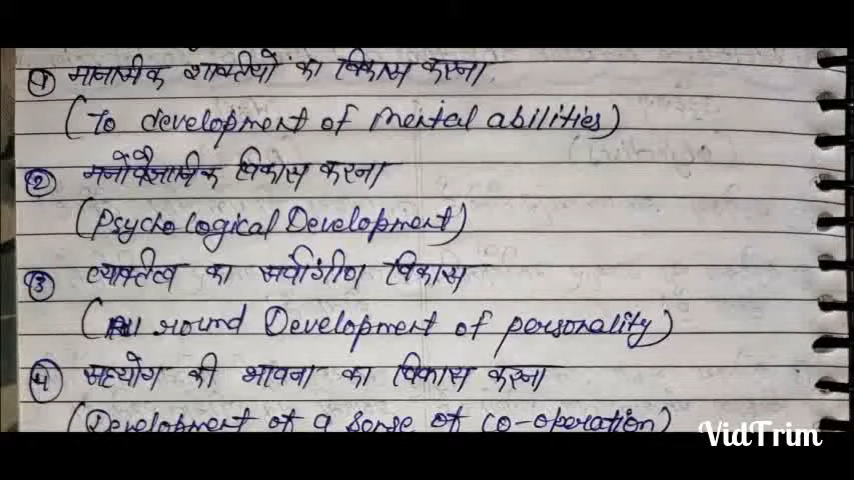 ① मानसिक शक्तियों का विकास करना
(To development of mental abilities)
② मनोवैज्ञानिक विकास करना
(Psychological Development)
③ व्यक्तित्व का सर्वांगीण विकास
(All round Development of personality)
④ सहयोग की भावना का विकास करना
(Development of a sense of co-operation)
VidTrim